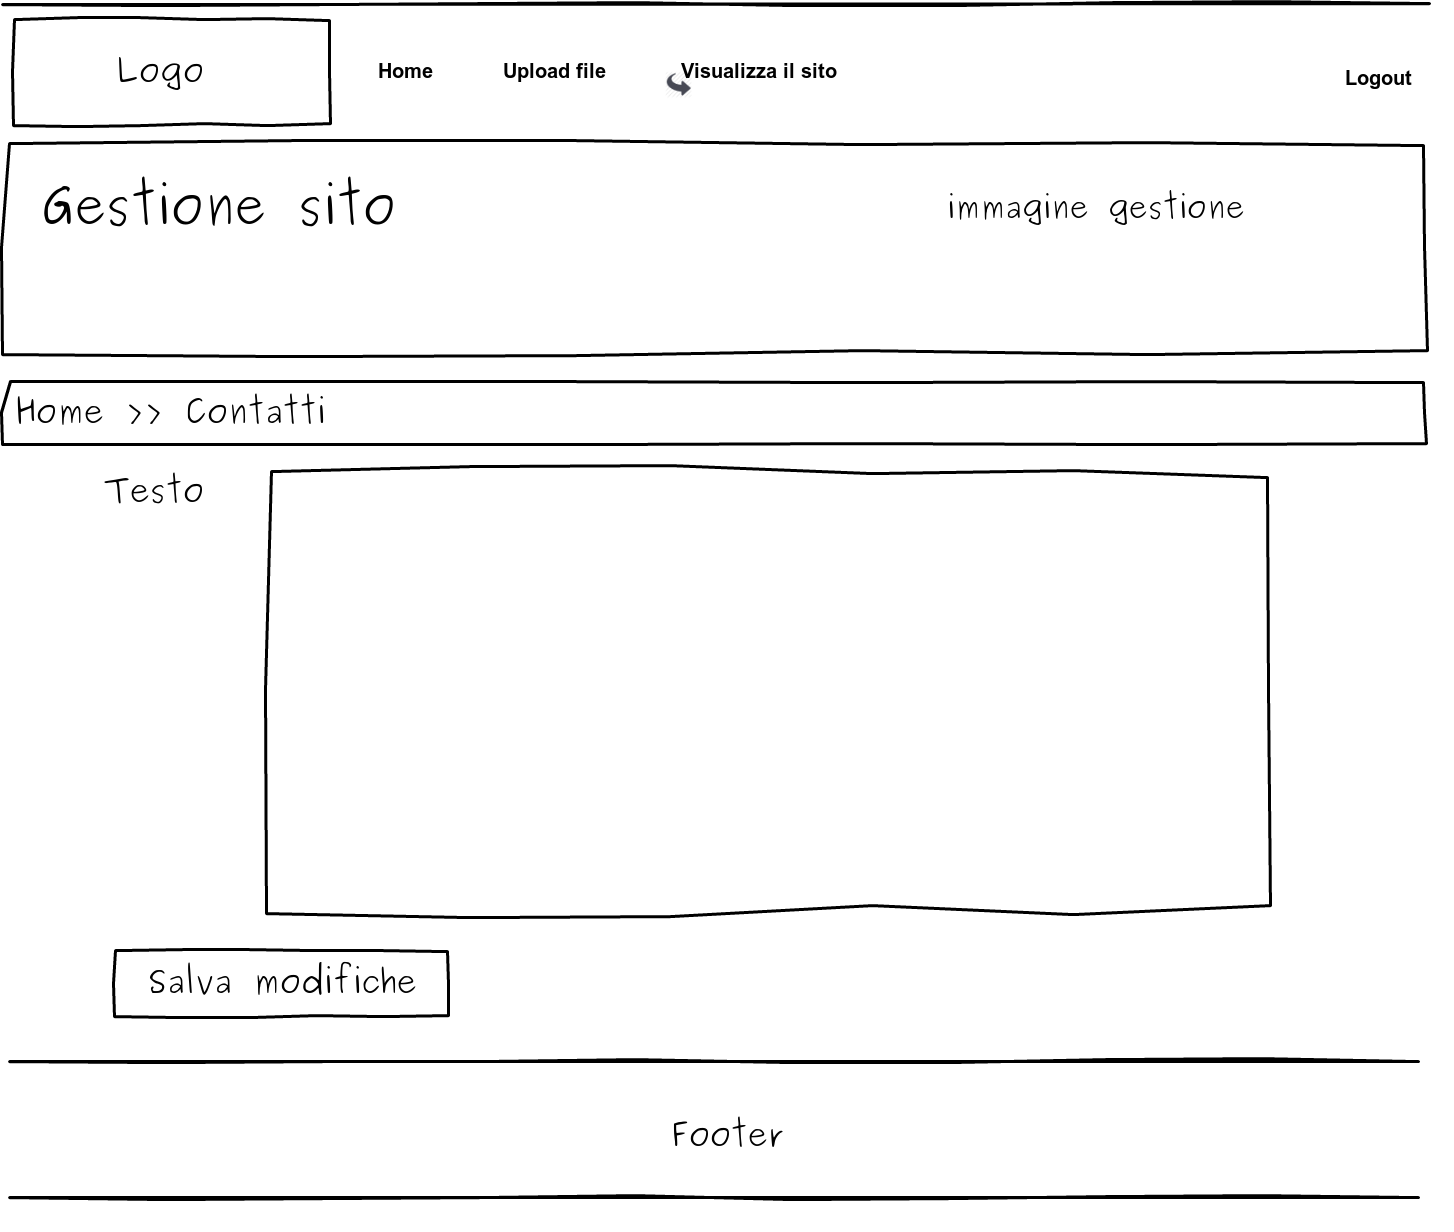 Logo
Home
Upload file
Visualizza il sito
Logout
Gestione sito
immagine gestione
Home >> Contatti
Testo
Salva modifiche
Footer